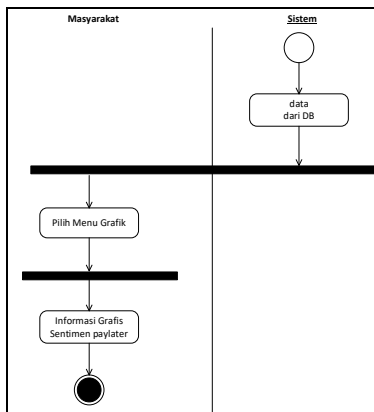 Masyarakat
Sistem
data
dari DB
Pilih Menu Grafik
Informasi Grafis
Sentimen paylater